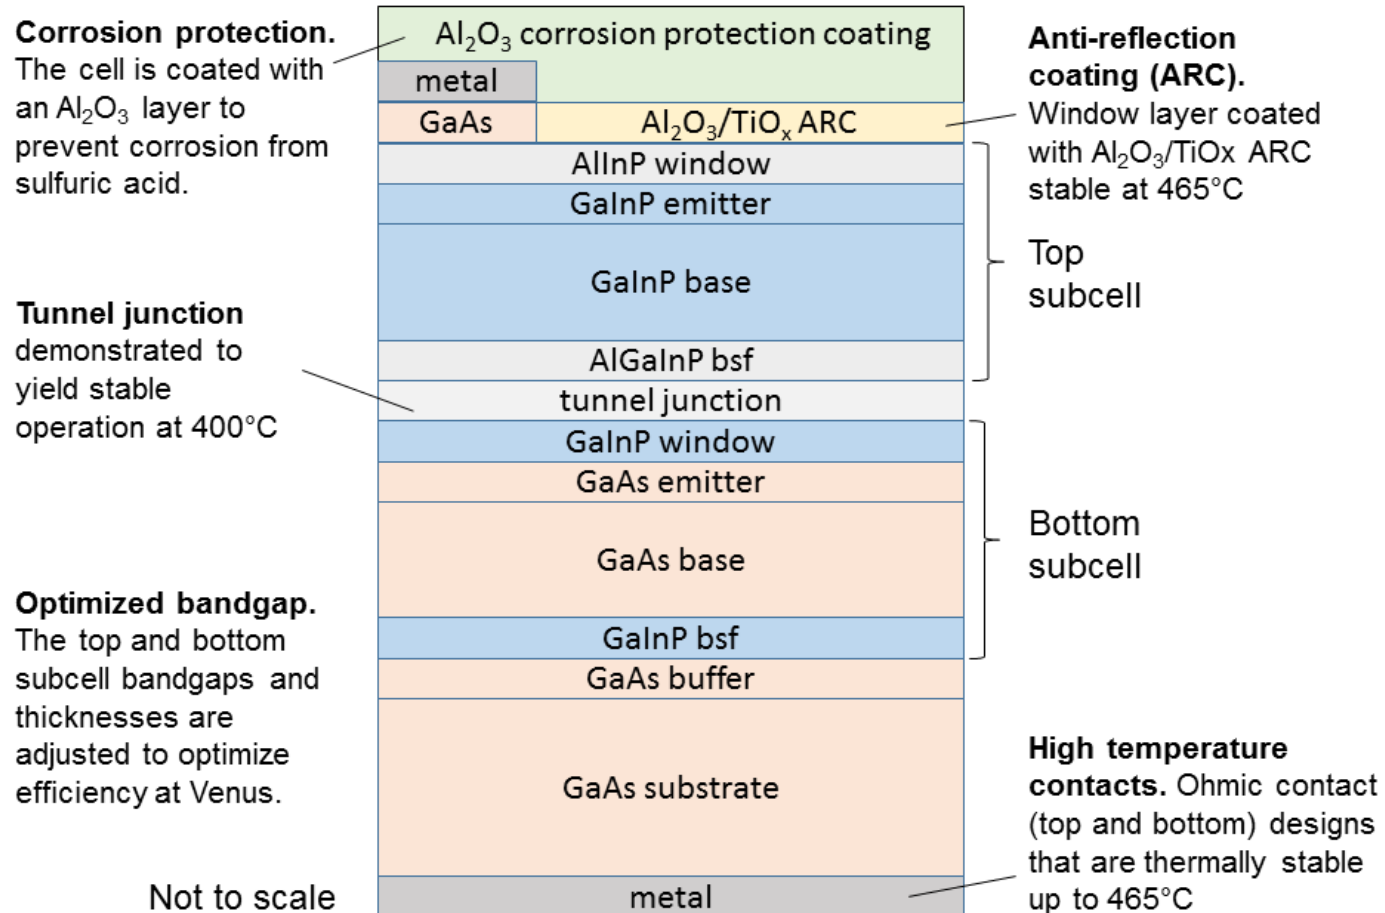 Corrosion protection.
The cell is coated with
an Al₂O₃ layer to
prevent corrosion from
sulfuric acid.
Tunnel junction
demonstrated to
yield stable
operation at 400°C
Optimized bandgap.
The top and bottom
subcell bandgaps and
thicknesses are
adjusted to optimize
efficiency at Venus.
Not to scale
Al₂O₃ corrosion protection coating
metal
GaAs
Al₂O₃/TiOₓ ARC
AlInP window
GaInP emitter
GaInP base
AlGaInP bsf
tunnel junction
GaInP window
GaAs emitter
GaAs base
GaInP bsf
GaAs buffer
GaAs substrate
metal
Anti-reflection
coating (ARC).
Window layer coated
with Al₂O₃/TiOx ARC
stable at 465°C
Top
subcell
Bottom
subcell
High temperature
contacts. Ohmic contact
(top and bottom) designs
that are thermally stable
up to 465°C